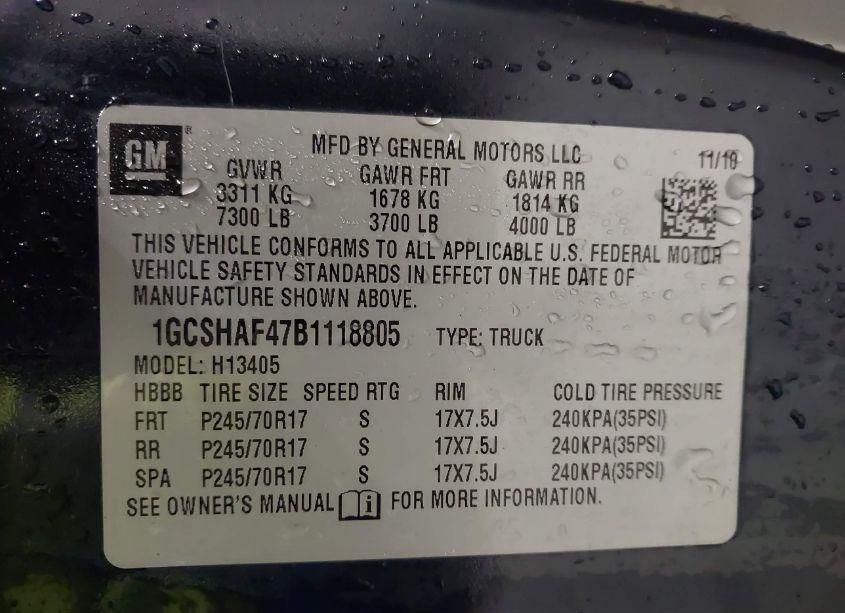 GM ®
MFD BY GENERAL MOTORS LLC 11/10
GVWR GAWR FRT GAWR RR
3311 KG 1678 KG 1814 KG
7300 LB 3700 LB 4000 LB
THIS VEHICLE CONFORMS TO ALL APPLICABLE U.S. FEDERAL MOTOR
VEHICLE SAFETY STANDARDS IN EFFECT ON THE DATE OF
MANUFACTURE SHOWN ABOVE.
1GCSHAF47B1118805 TYPE: TRUCK
MODEL: H13405
HBBB TIRE SIZE SPEED RTG RIM COLD TIRE PRESSURE
FRT P245/70R17 S 17X7.5J 240KPA(35PSI)
RR P245/70R17 S 17X7.5J 240KPA(35PSI)
SPA P245/70R17 S 17X7.5J 240KPA(35PSI)
SEE OWNER'S MANUAL i FOR MORE INFORMATION.